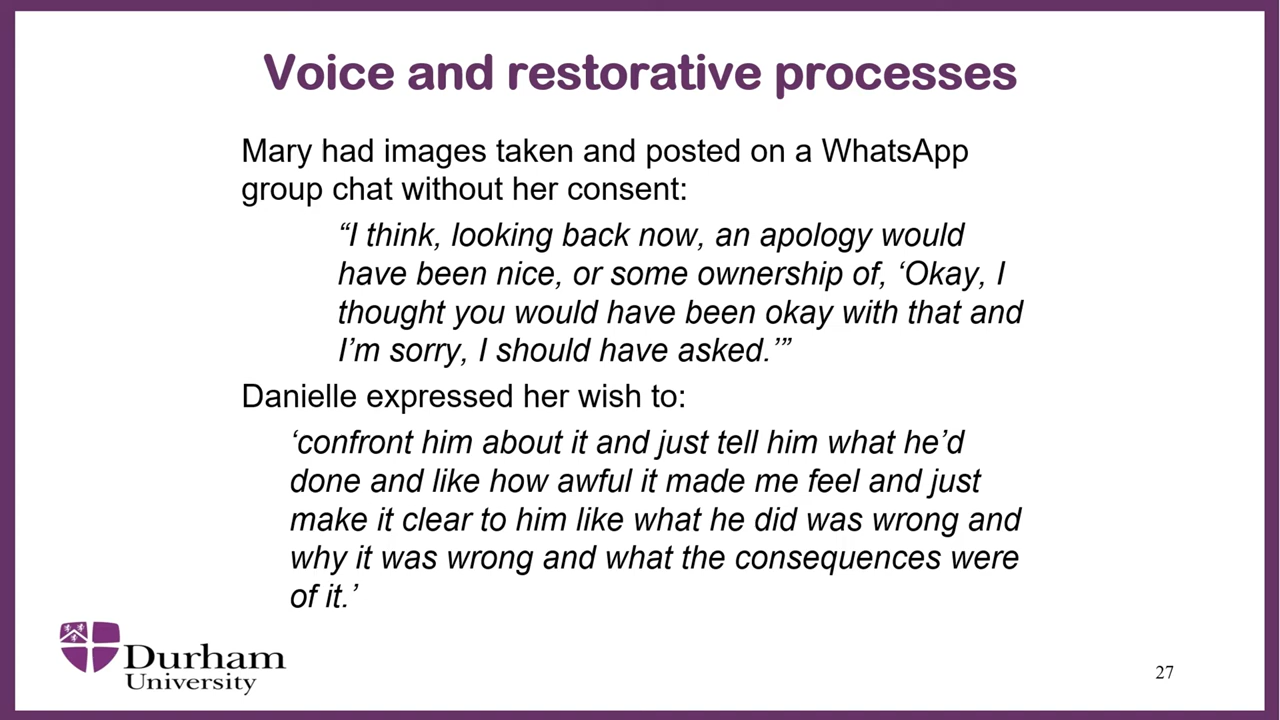 Voice and restorative processes
Mary had images taken and posted on a WhatsApp
group chat without her consent:
“I think, looking back now, an apology would
have been nice, or some ownership of, ‘Okay, I
thought you would have been okay with that and
I’m sorry, I should have asked.’”
Danielle expressed her wish to:
‘confront him about it and just tell him what he’d
done and like how awful it made me feel and just
make it clear to him like what he did was wrong and
why it was wrong and what the consequences were
of it.’
Durham
University
27